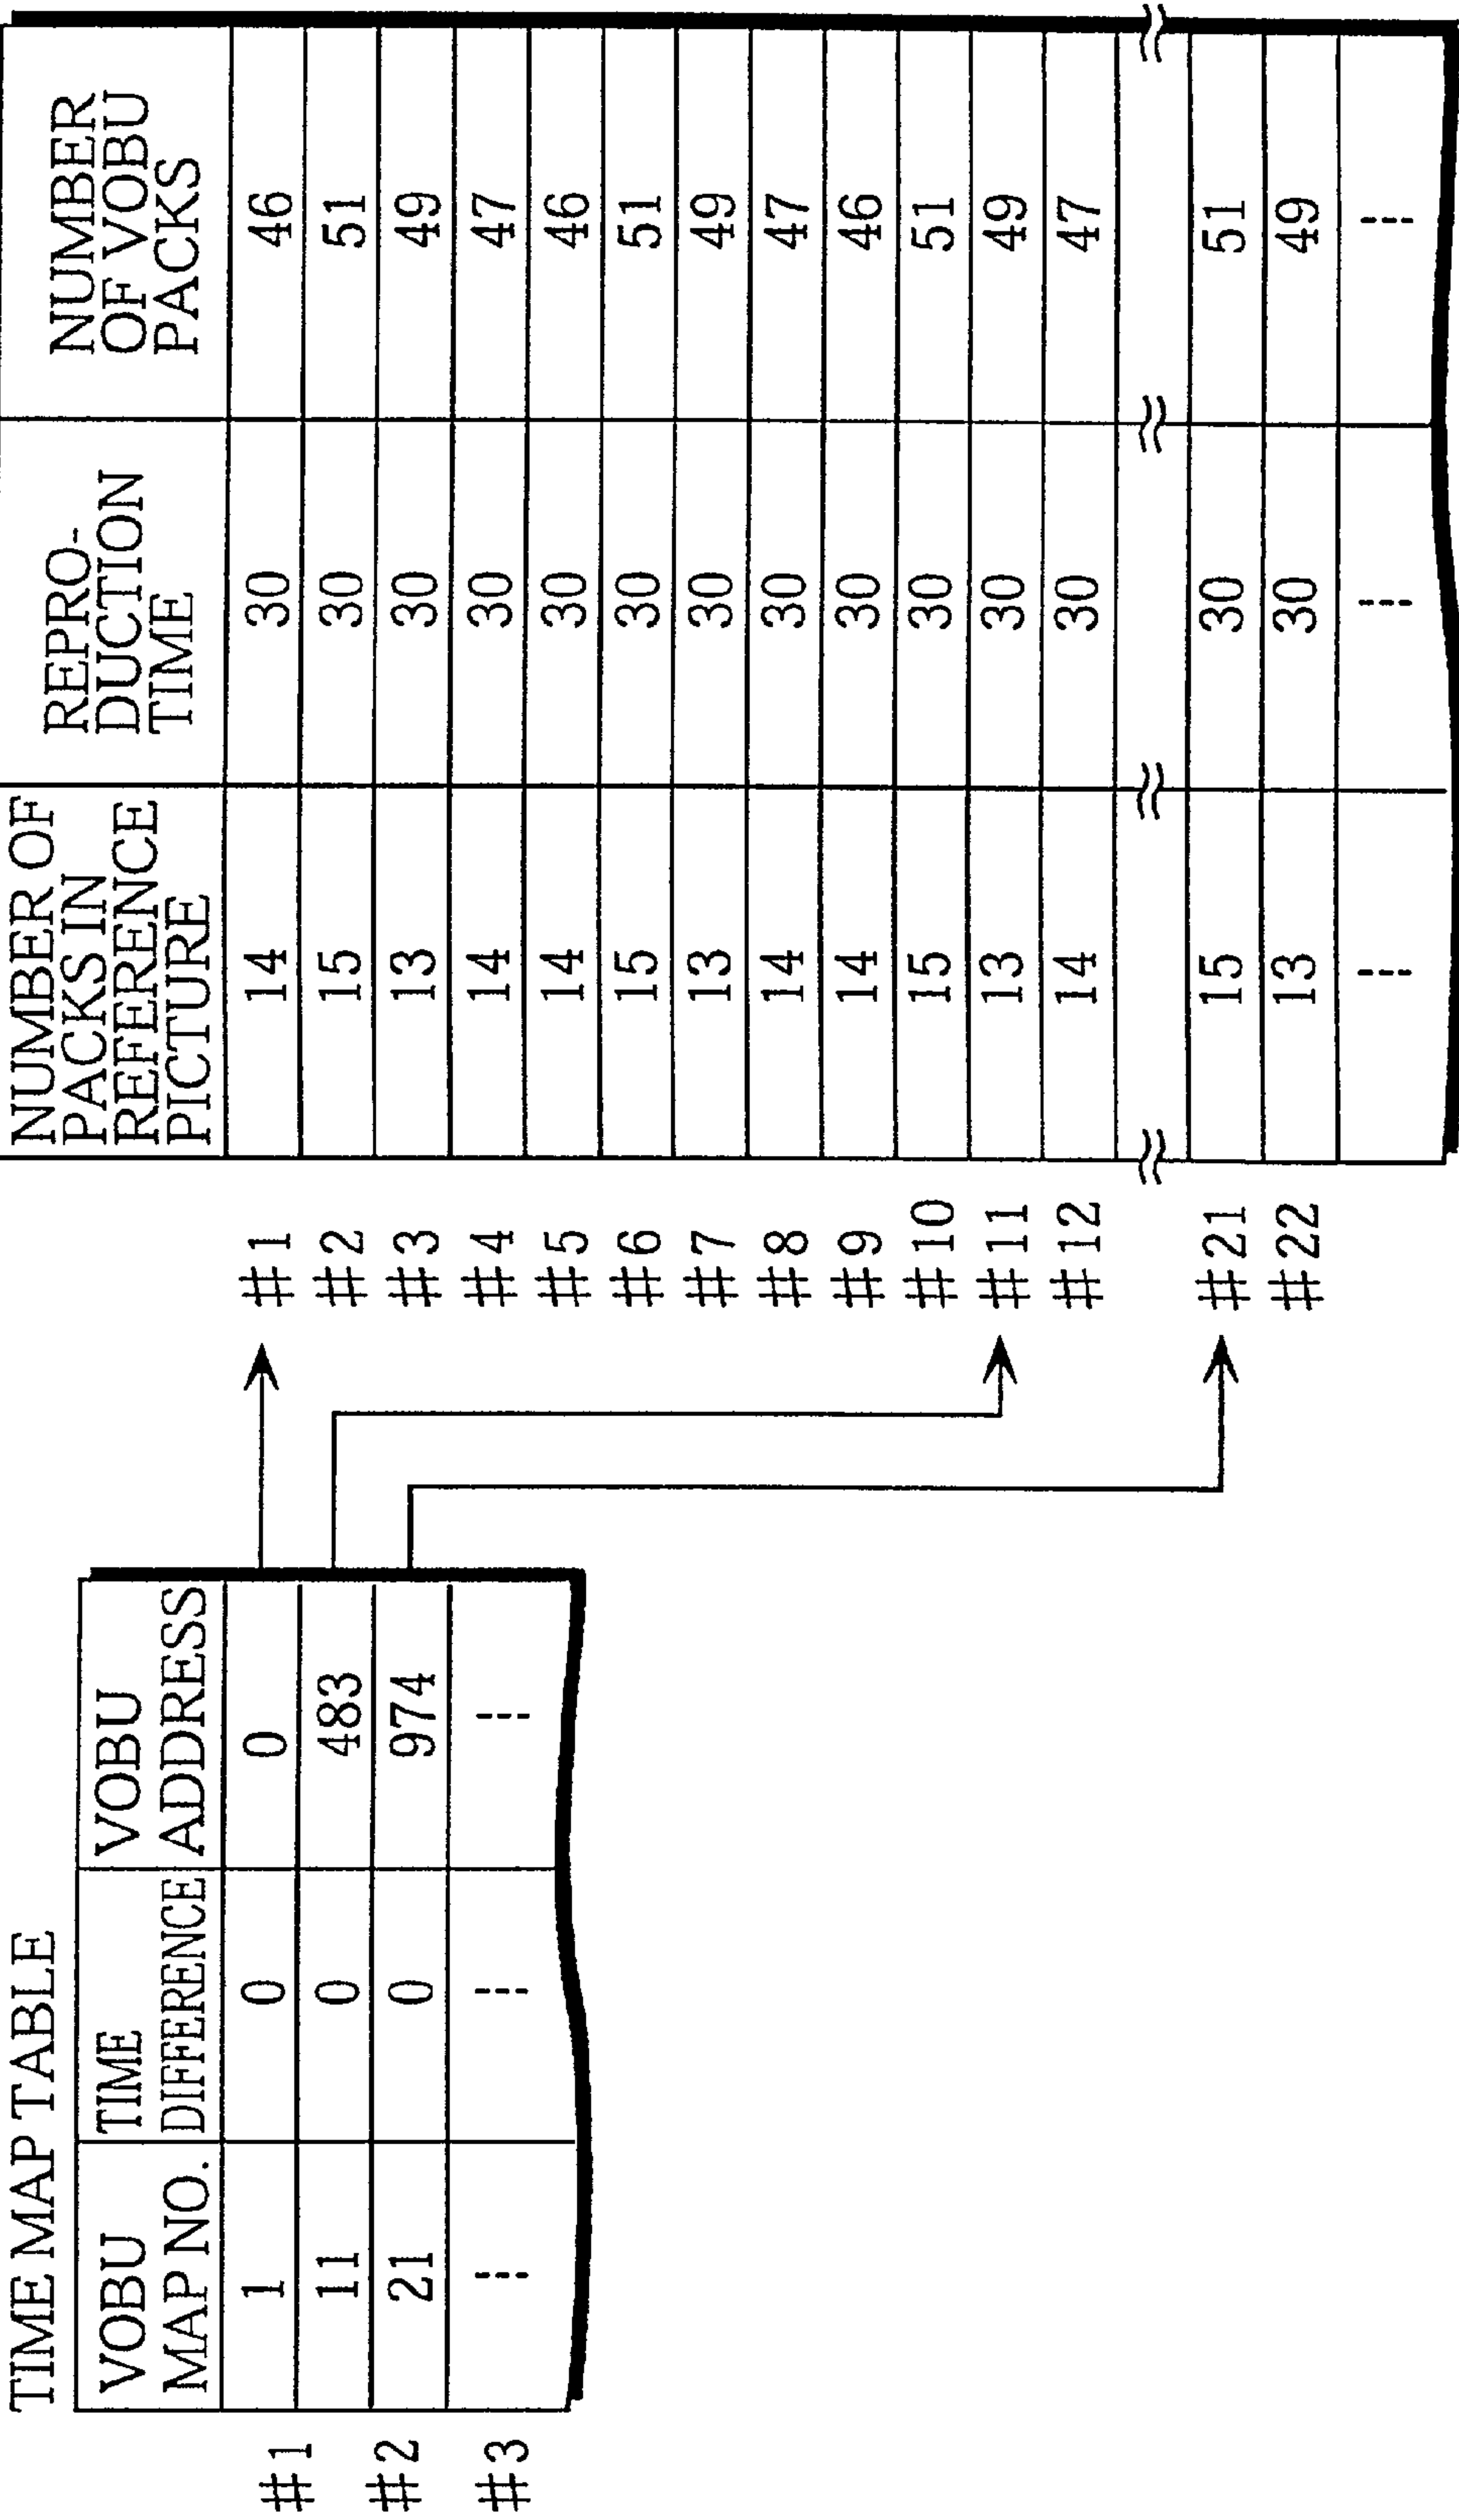 TIME MAP TABLE
VOBU MAP NO.
TIME DIFFERENCE
VOBU ADDRESS
#1 1 0 0
#2 11 0 483
#3 21 0 974
⋮ ⋮ ⋮
NUMBER OF PACKS IN REFERENCE PICTURE
REPRO-DUCTION TIME
NUMBER OF VOBU PACKS
#1 14 30 46
#2 15 30 51
#3 13 30 49
#4 14 30 47
#5 14 30 46
#6 15 30 51
#7 13 30 49
#8 14 30 47
#9 14 30 46
#10 15 30 51
#11 13 30 49
#12 14 30 47
#21 15 30 51
#22 13 30 49
⋮ ⋮ ⋮